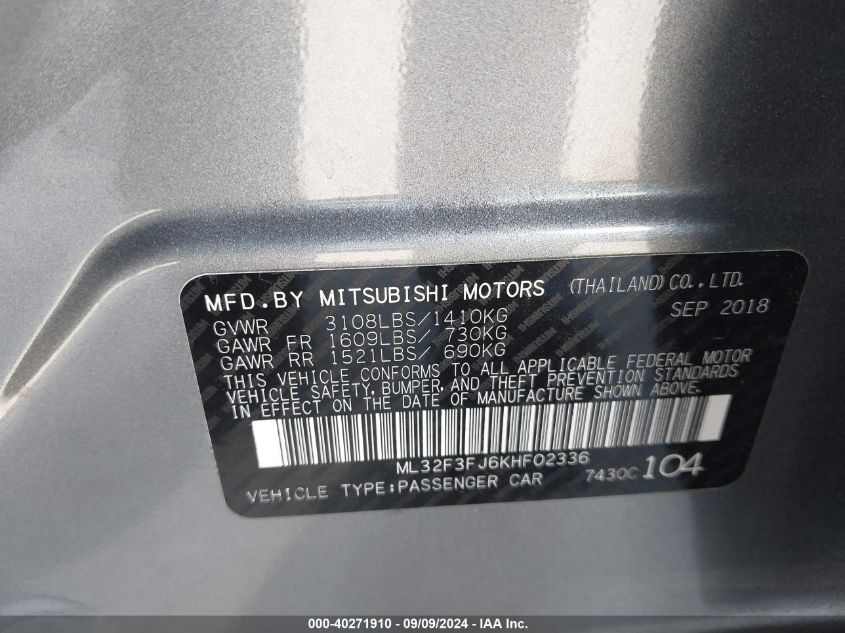 MFD.BY MITSUBISHI MOTORS (THAILAND) CO., LTD.
SEP 2018
GVWR 3108LBS/1410KG
GAWR FR 1609LBS/ 730KG
GAWR RR 1521LBS/ 690KG
THIS VEHICLE CONFORMS TO ALL APPLICABLE FEDERAL MOTOR
VEHICLE SAFETY, BUMPER, AND THEFT PREVENTION STANDARDS
IN EFFECT ON THE DATE OF MANUFACTURE SHOWN ABOVE.
ML32F3FJ6KHF02336
VEHICLE TYPE:PASSENGER CAR 7430C 104
000-40271910 - 09/09/2024 - IAA Inc.